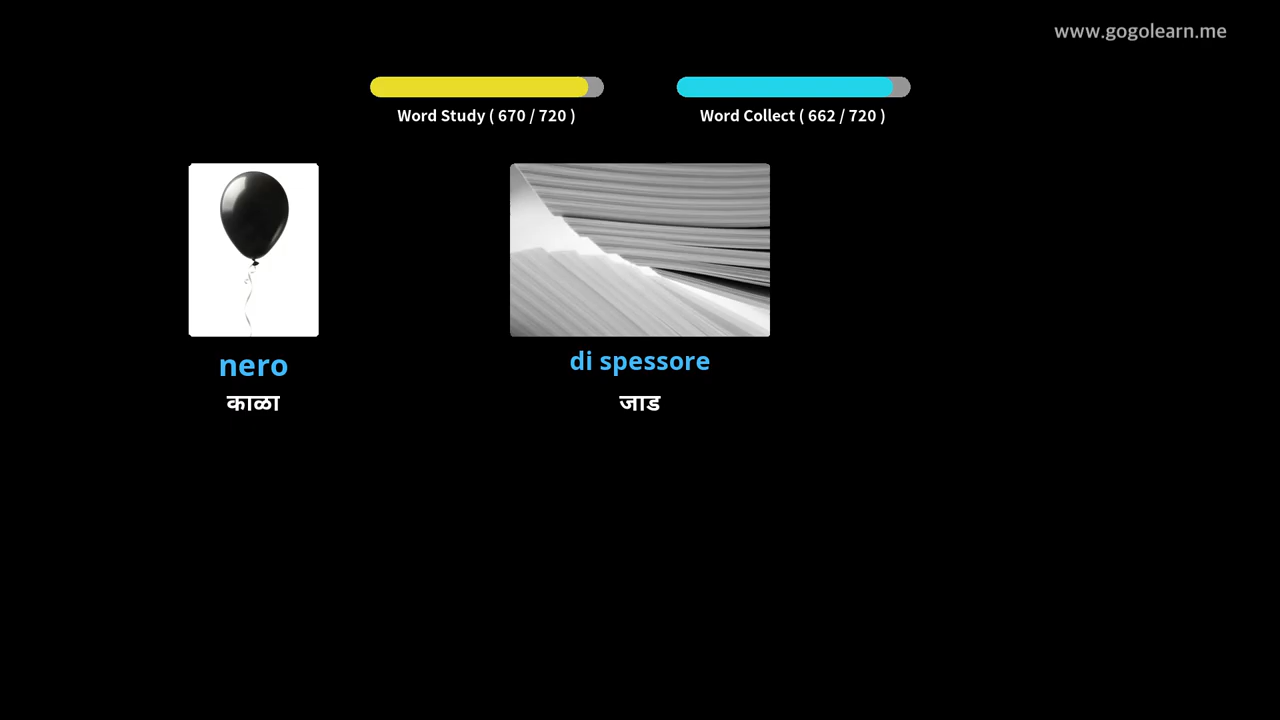 www.gogolearn.me
Word Study ( 670 / 720 )
Word Collect ( 662 / 720 )
nero
काळा
di spessore
जाड